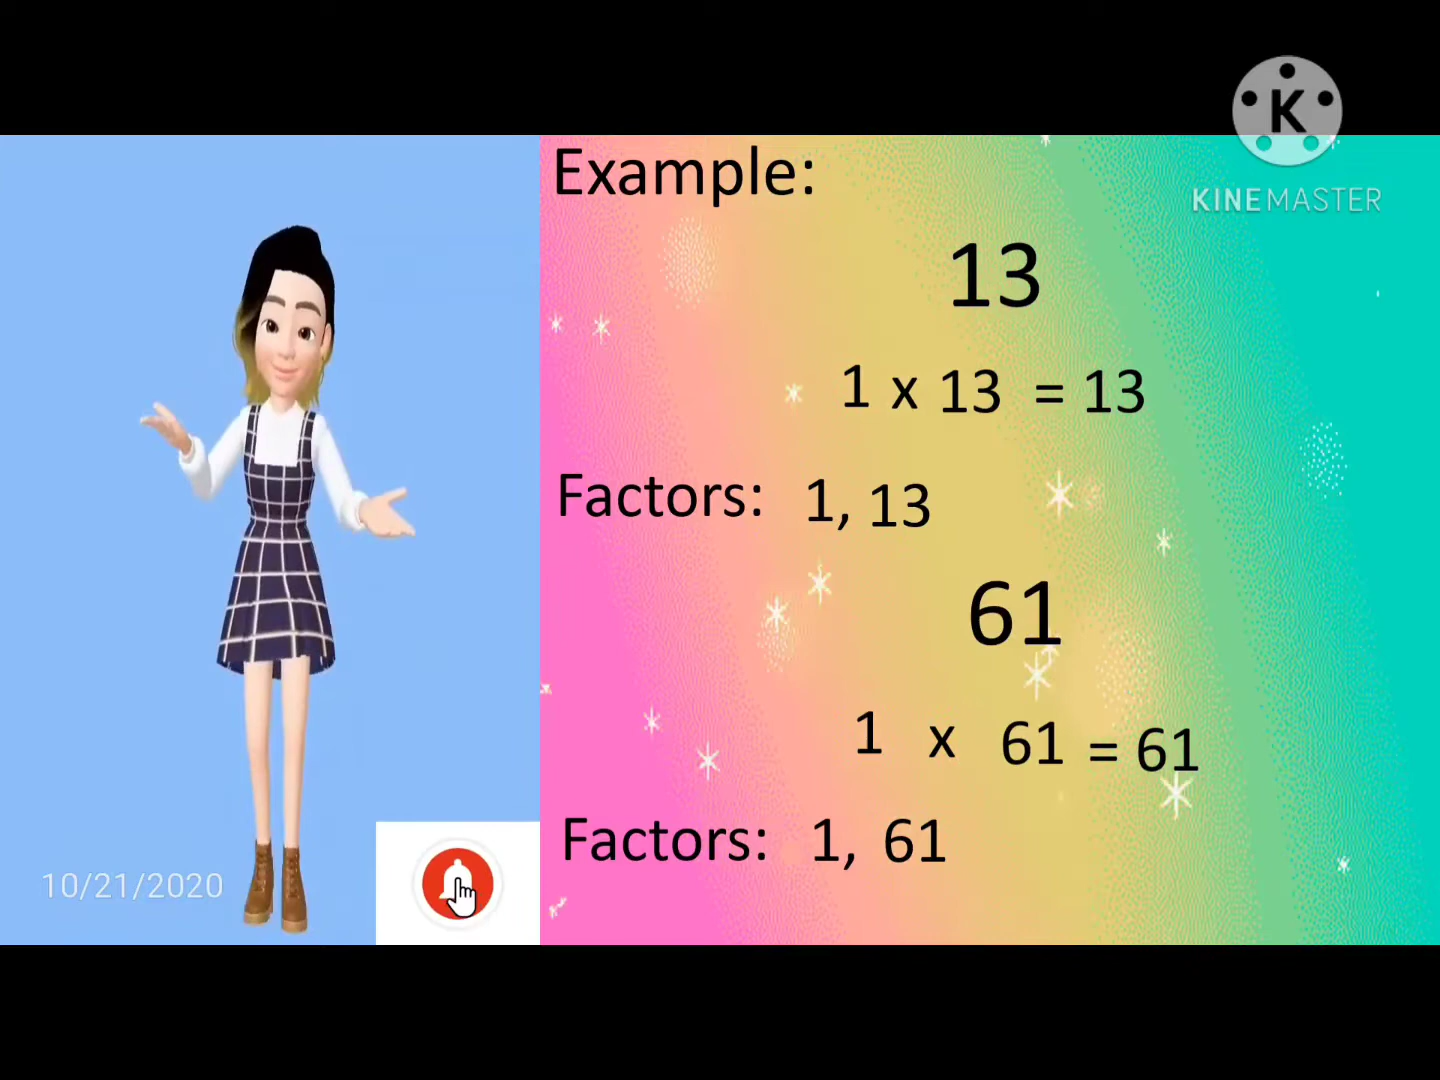 K
KINEMASTER
Example:
13
1 x 13 = 13
Factors: 1, 13
61
1 x 61 = 61
Factors: 1, 61
10/21/2020